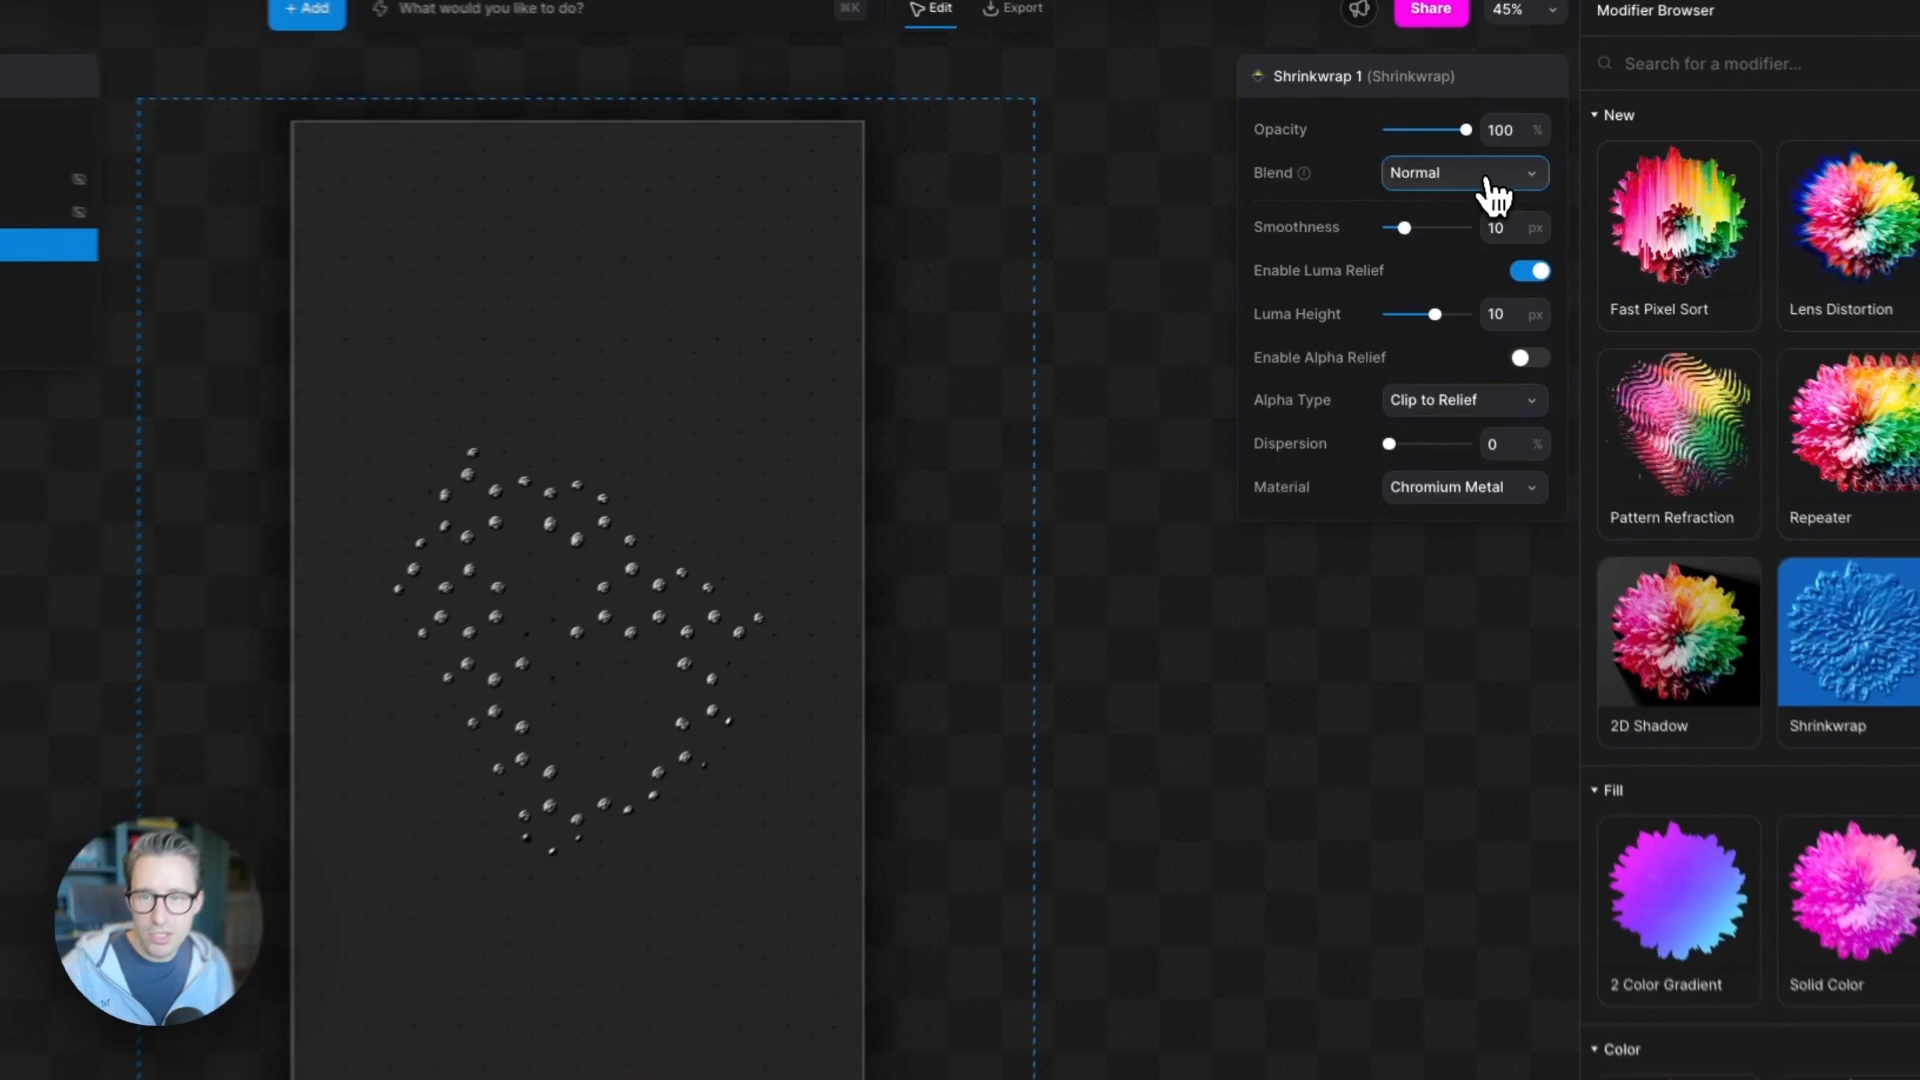 + Add
What would you like to do?
⌘K
Edit
Export
Share
45%
Modifier Browser
Search for a modifier...
Shrinkwrap 1 (Shrinkwrap)
Opacity
100 %
Blend
Normal
Smoothness
10 px
Enable Luma Relief
Luma Height
10 px
Enable Alpha Relief
Alpha Type
Clip to Relief
Dispersion
0 %
Material
Chromium Metal
New
Fast Pixel Sort
Lens Distortion
Pattern Refraction
Repeater
2D Shadow
Shrinkwrap
Fill
2 Color Gradient
Solid Color
Color